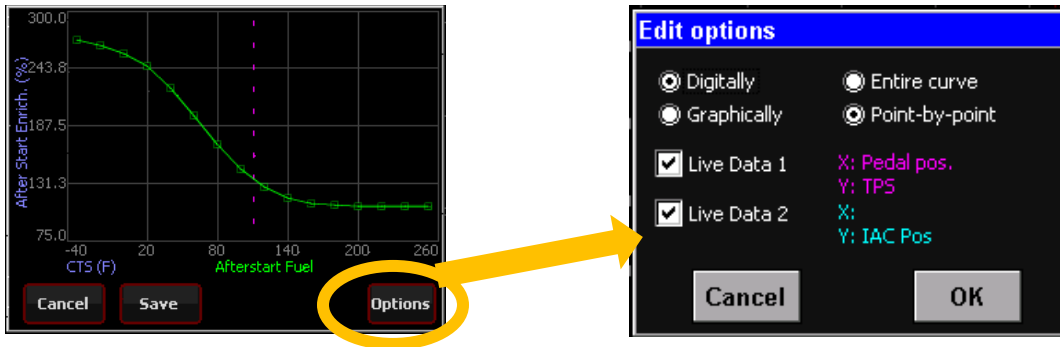 300.0
243.8
187.5
131.3
75.0
After Start Enrich. (%)
-40 20 80 140 200 260
CTS (F) Afterstart Fuel
Cancel Save Options
Edit options
Digitally Entire curve
Graphically Point-by-point
Live Data 1 X: Pedal pos.
Y: TPS
Live Data 2 X:
Y: IAC Pos
Cancel OK